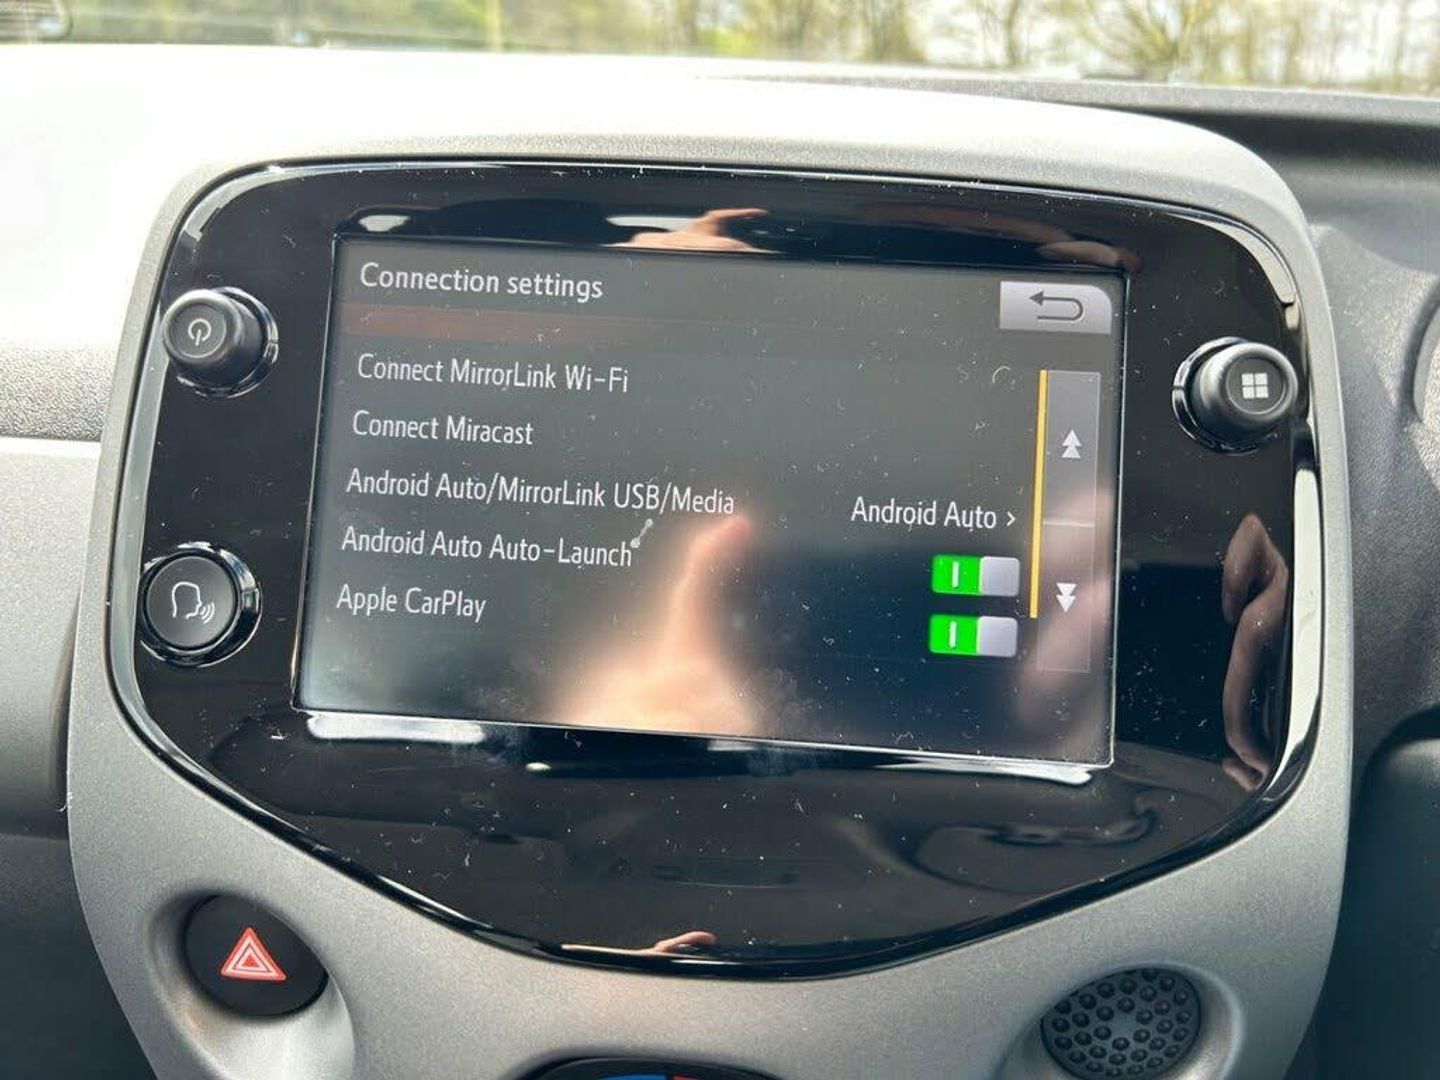 Connection settings
Connect MirrorLink Wi-Fi
Connect Miracast
Android Auto/MirrorLink USB/Media Android Auto >
Android Auto Auto-Launch
Apple CarPlay